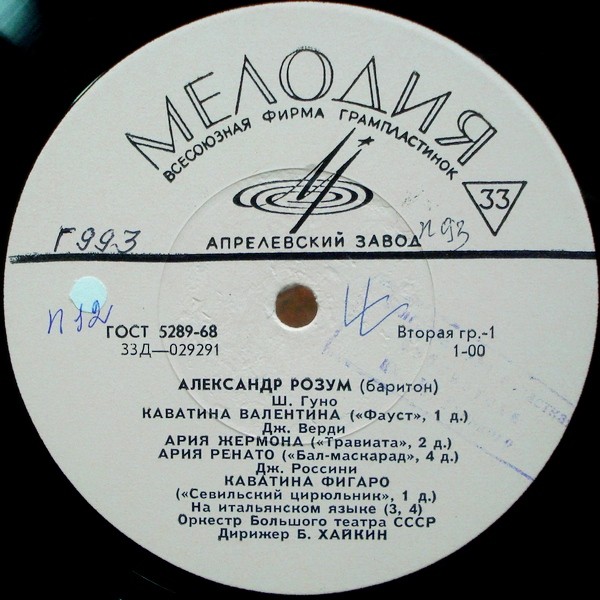 МЕЛОДИЯ
ВСЕСОЮЗНАЯ ФИРМА ГРАМПЛАСТИНОК
33
АПРЕЛЕВСКИЙ ЗАВОД
Г993
п93
п12
ГОСТ 5289-68
33Д—029291
Вторая гр.-1
1-00
АЛЕКСАНДР РОЗУМ (баритон)
Ш. Гуно
КАВАТИНА ВАЛЕНТИНА («Фауст», 1 д.)
Дж. Верди
АРИЯ ЖЕРМОНА («Травиата», 2 д.)
АРИЯ РЕНАТО («Бал-маскарад», 4 д.)
Дж. Россини
КАВАТИНА ФИГАРО
(«Севильский цирюльник», 1 д.)
На итальянском языке (3, 4)
Оркестр Большого театра СССР
Дирижер Б. ХАЙКИН